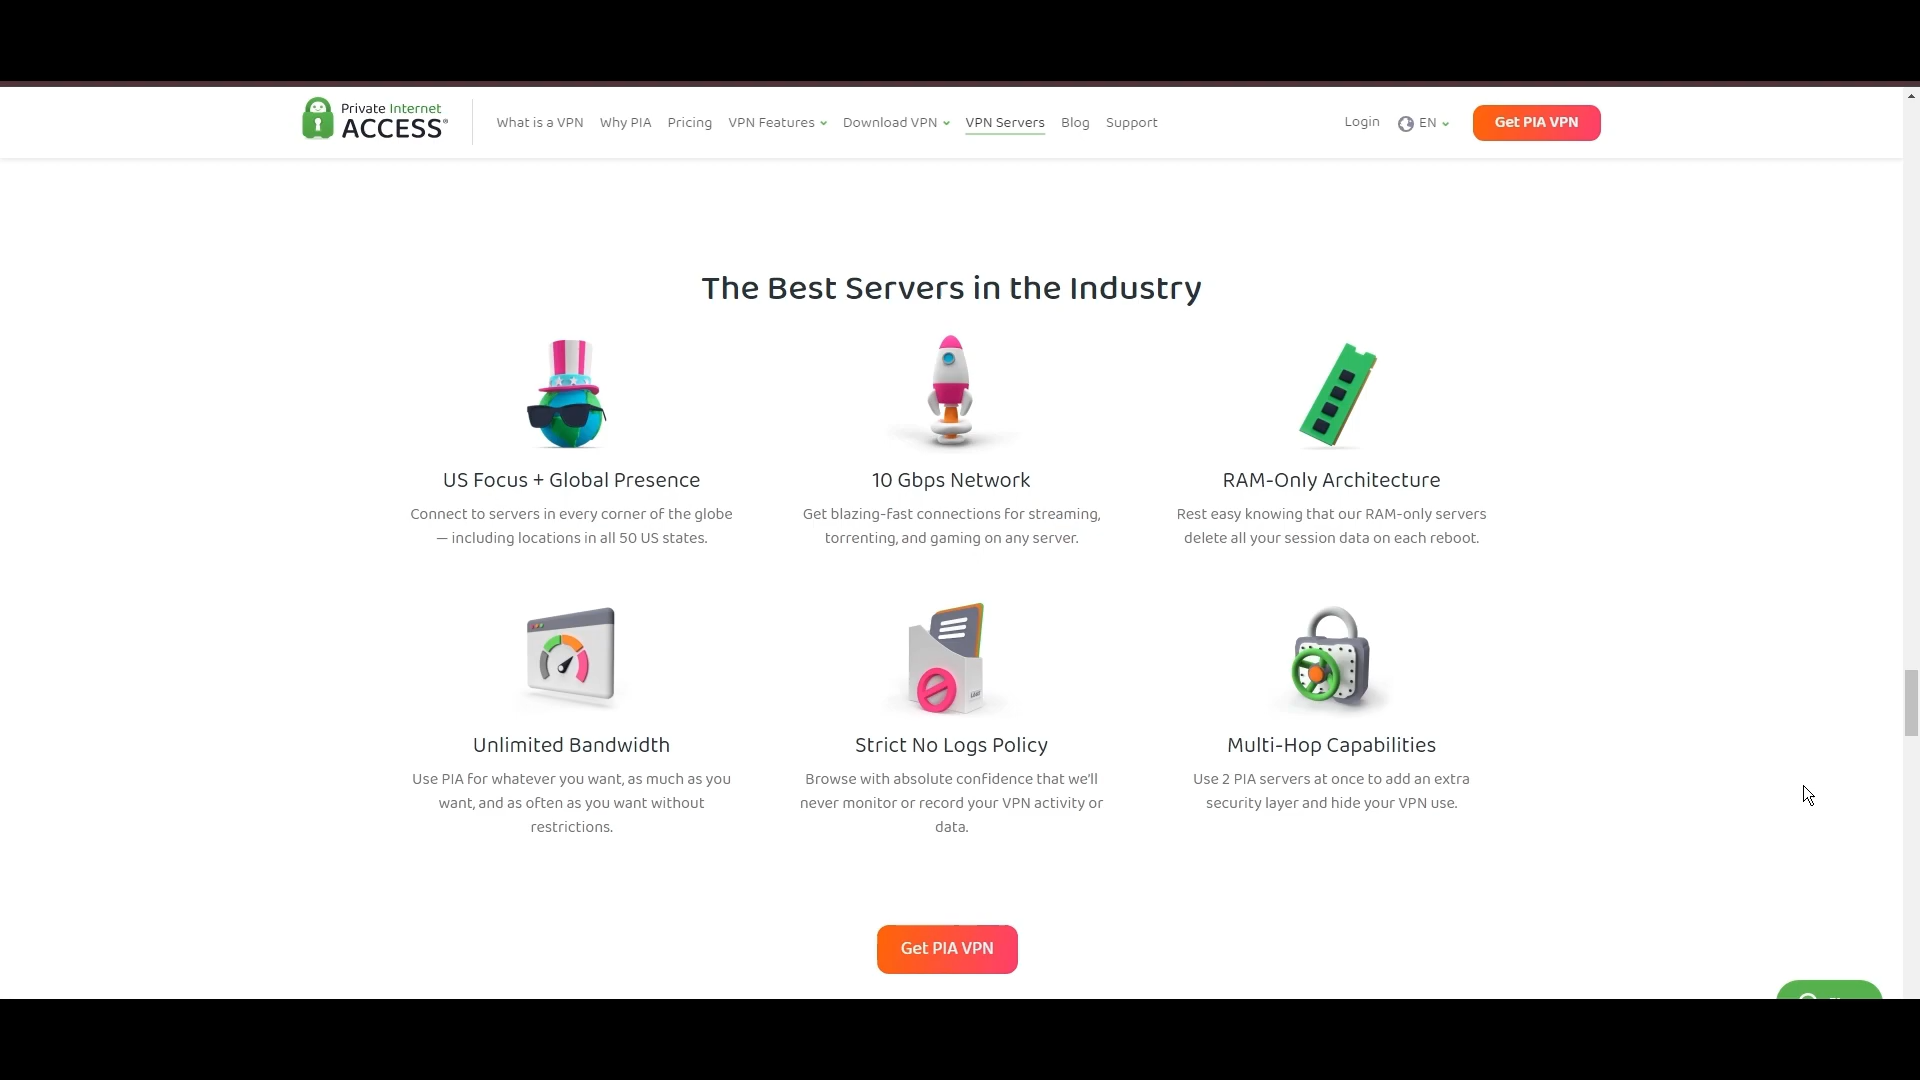 Private Internet
ACCESS®
What is a VPN
Why PIA
Pricing
VPN Features
Download VPN
VPN Servers
Blog
Support
Login
EN
Get PIA VPN
The Best Servers in the Industry
US Focus + Global Presence
Connect to servers in every corner of the globe
— including locations in all 50 US states.
10 Gbps Network
Get blazing-fast connections for streaming,
torrenting, and gaming on any server.
RAM-Only Architecture
Rest easy knowing that our RAM-only servers
delete all your session data on each reboot.
Unlimited Bandwidth
Use PIA for whatever you want, as much as you
want, and as often as you want without
restrictions.
Strict No Logs Policy
Browse with absolute confidence that we'll
never monitor or record your VPN activity or
data.
Multi-Hop Capabilities
Use 2 PIA servers at once to add an extra
security layer and hide your VPN use.
Get PIA VPN